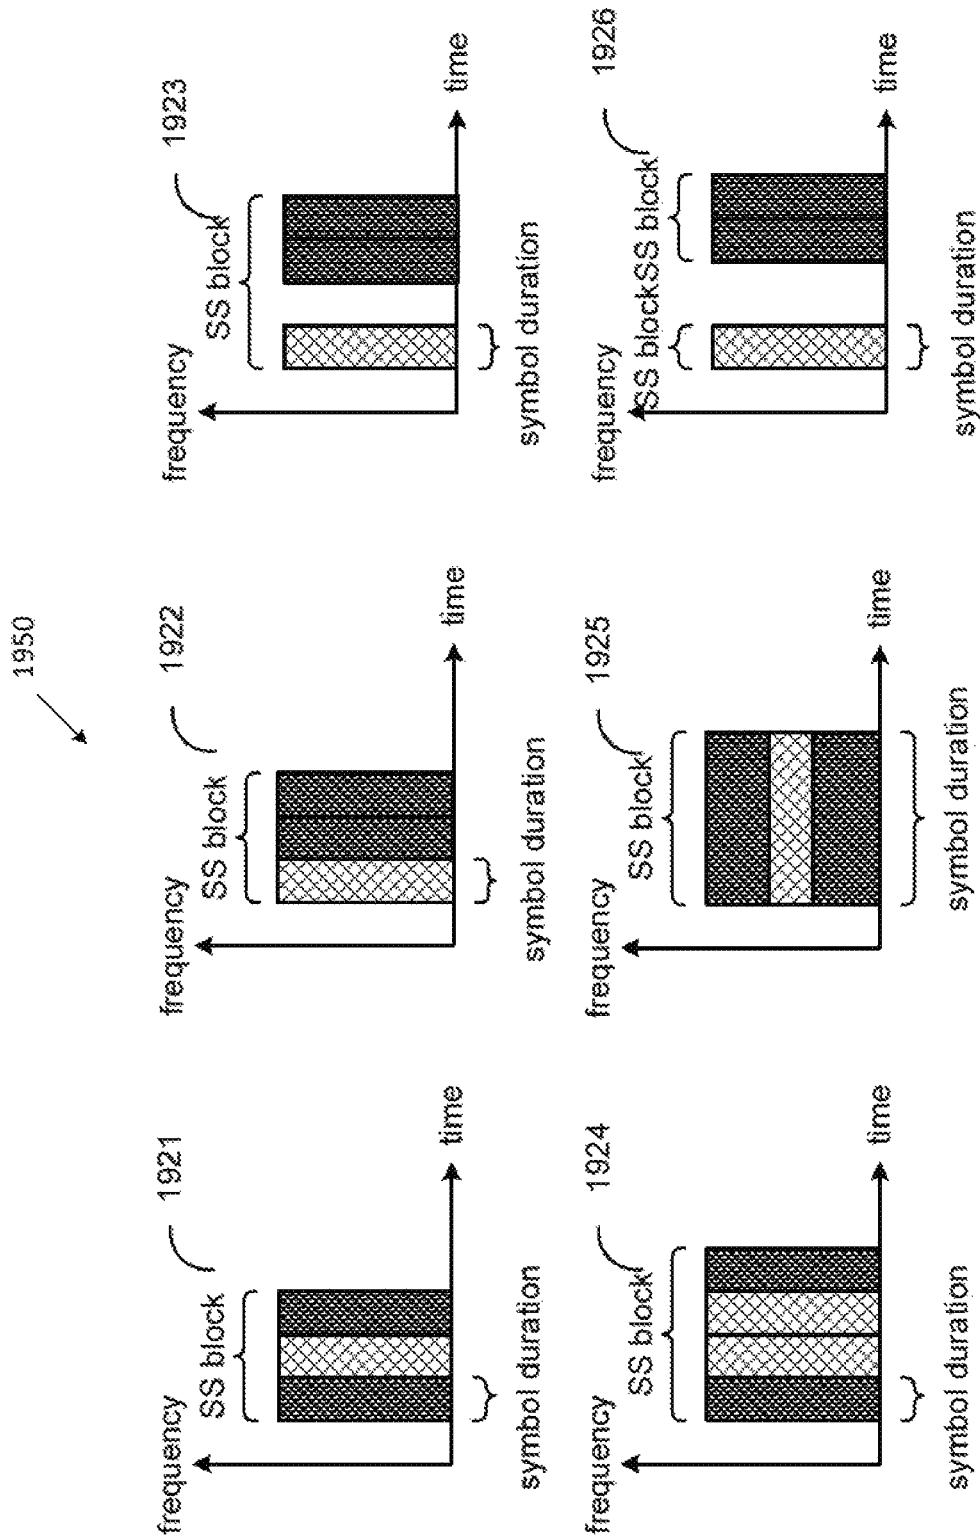 1950
frequency
SS block
1921
time
symbol duration
frequency
SS block
1922
time
symbol duration
frequency
SS block
1923
time
symbol duration
frequency
SS block
1924
time
symbol duration
frequency
SS block
1925
time
symbol duration
frequency
SS blockSS block
1926
time
symbol duration